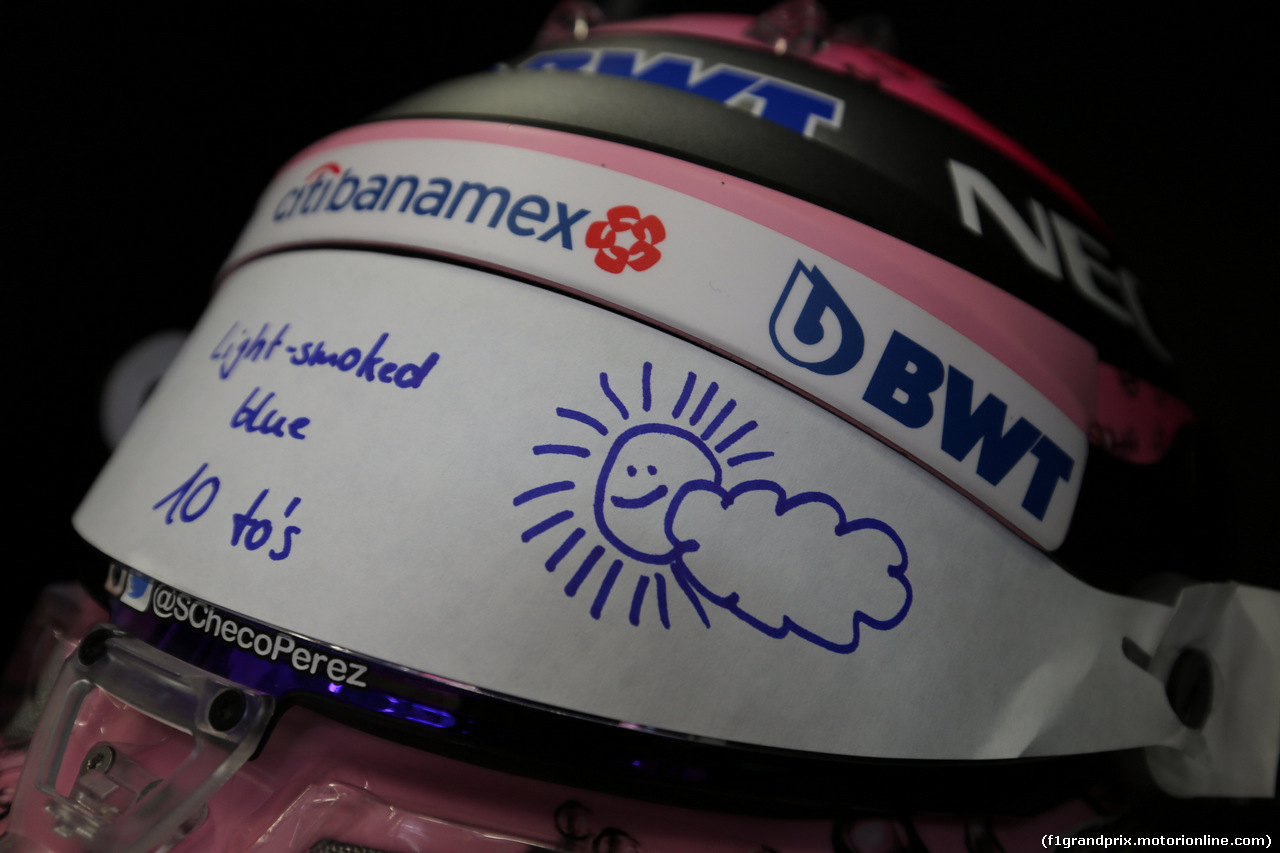 BWT
citibanamex
BWT
Light-smoked
blue
10 to's
@SChecoPerez
(f1grandprix.motorionline.com)